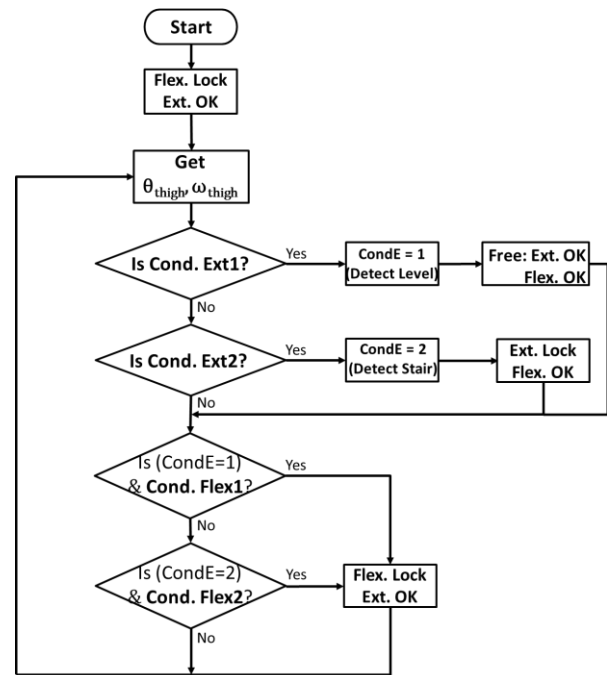 Start
Flex. Lock
Ext. OK
Get
θthigh, ωthigh
Is Cond. Ext1?
Yes
CondE = 1
(Detect Level)
Free: Ext. OK
Flex. OK
No
Is Cond. Ext2?
Yes
CondE = 2
(Detect Stair)
Ext. Lock
Flex. OK
No
Is (CondE=1)
& Cond. Flex1?
Yes
No
Is (CondE=2)
& Cond. Flex2?
Yes
Flex. Lock
Ext. OK
No